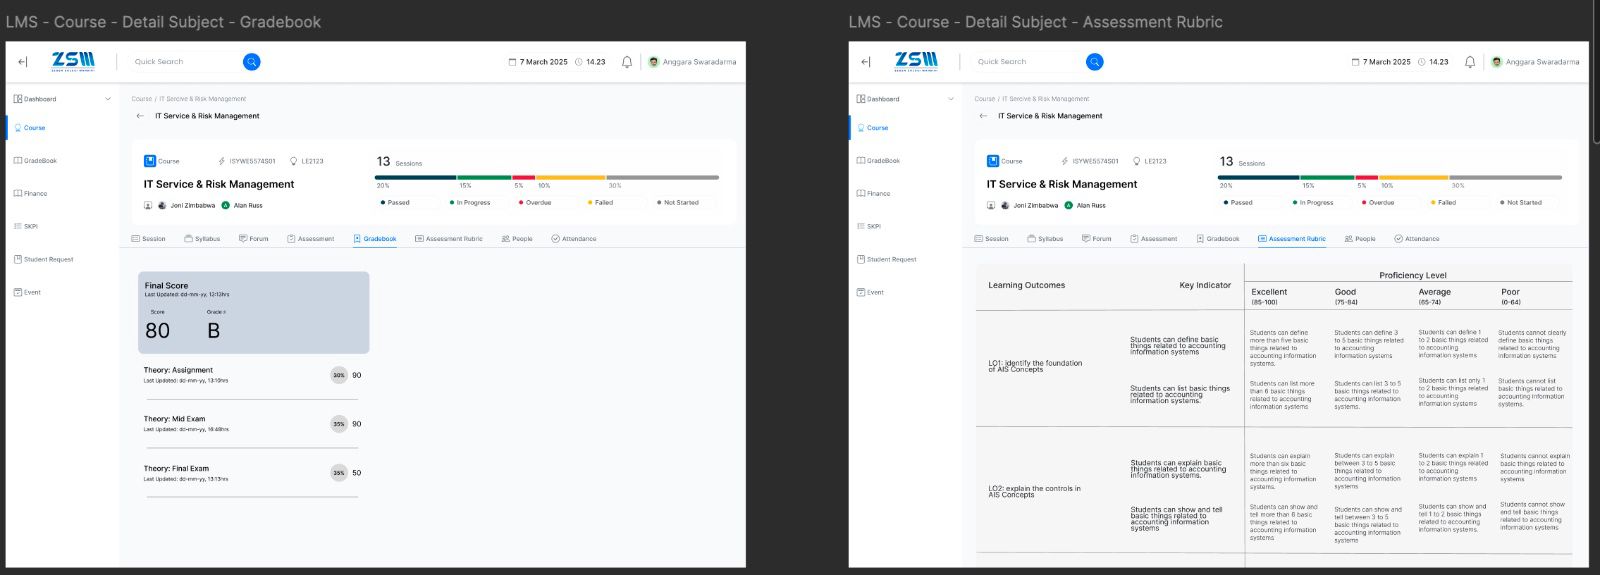 LMS - Course - Detail Subject - Gradebook
ZSM
Quick Search
7 March 2025
14.23
Anggara Swaradarma
Dashboard
Course
GradeBook
Finance
SKPI
Student Request
Event
Course / IT Sercive & Risk Management
IT Service & Risk Management
Course
ISYWE5574S01
LE2123
IT Service & Risk Management
Joni Zimbabwa
A Alan Russ
13 Sessions
20% 15% 5% 10% 30%
Passed
In Progress
Overdue
Failed
Not Started
Session
Syllabus
Forum
Assessment
Gradebook
Assessment Rubric
People
Attendance
Final Score
Last Updated: dd-mm-yy, 13:13hrs
Score
Grade
80
B
Theory: Assignment
Last Updated: dd-mm-yy, 13:10hrs
30% 90
Theory: Mid Exam
Last Updated: dd-mm-yy, 16:48hrs
35% 90
Theory: Final Exam
Last Updated: dd-mm-yy, 13:13hrs
35% 50
LMS - Course - Detail Subject - Assessment Rubric
ZSM
Quick Search
7 March 2025
14.23
Anggara Swaradarma
Dashboard
Course
GradeBook
Finance
SKPI
Student Request
Event
Course / IT Sercive & Risk Management
IT Service & Risk Management
Course
ISYWE5574S01
LE2123
IT Service & Risk Management
Joni Zimbabwa
A Alan Russ
13 Sessions
20% 15% 5% 10% 30%
Passed
In Progress
Overdue
Failed
Not Started
Session
Syllabus
Forum
Assessment
Gradebook
Assessment Rubric
People
Attendance
Learning Outcomes
Key Indicator
Proficiency Level
Excellent
(85-100)
Good
(75-84)
Average
(65-74)
Poor
(0-64)
LO1: identify the foundation
of AIS Concepts
Students can define basic
things related to accounting
information systems
Students can define
more than five basic
things related to
accounting information
systems.
Students can define 3
to 5 basic things related
to accounting
information systems
Students can define 1
to 2 basic things related
to accounting
information systems
Students cannot clearly
define basic things
related to accounting
information systems
Students can list basic things
related to accounting
information systems.
Students can list more
than 6 basic things
related to accounting
information systems
Students can list 3 to 5
basic things related to
accounting information
systems.
Students can list only 1
to 2 basic things related
to accounting
information systems
Students cannot list
basic things related to
accounting information
systems.
LO2: explain the controls in
AIS Concepts
Students can explain basic
things related to accounting
information systems.
Students can explain
more than six basic
things related to
accounting information
systems.
Students can explain
between 3 to 5 basic
things related to
accounting information
systems
Students can explain 1
to 2 basic things related
to accounting
information systems
Students cannot explain
basic things related to
accounting information
systems
Students can show and tell
basic things related to
accounting information
systems
Students can show and
tell more than 6 basic
things related to
accounting information
systems
Students can show and
tell between 3 to 5
basic things related to
accounting information
systems
Students can show and
tell 1 to 2 basic things
related to accounting
information systems.
Students cannot show
and tell basic things
related to accounting
information systems